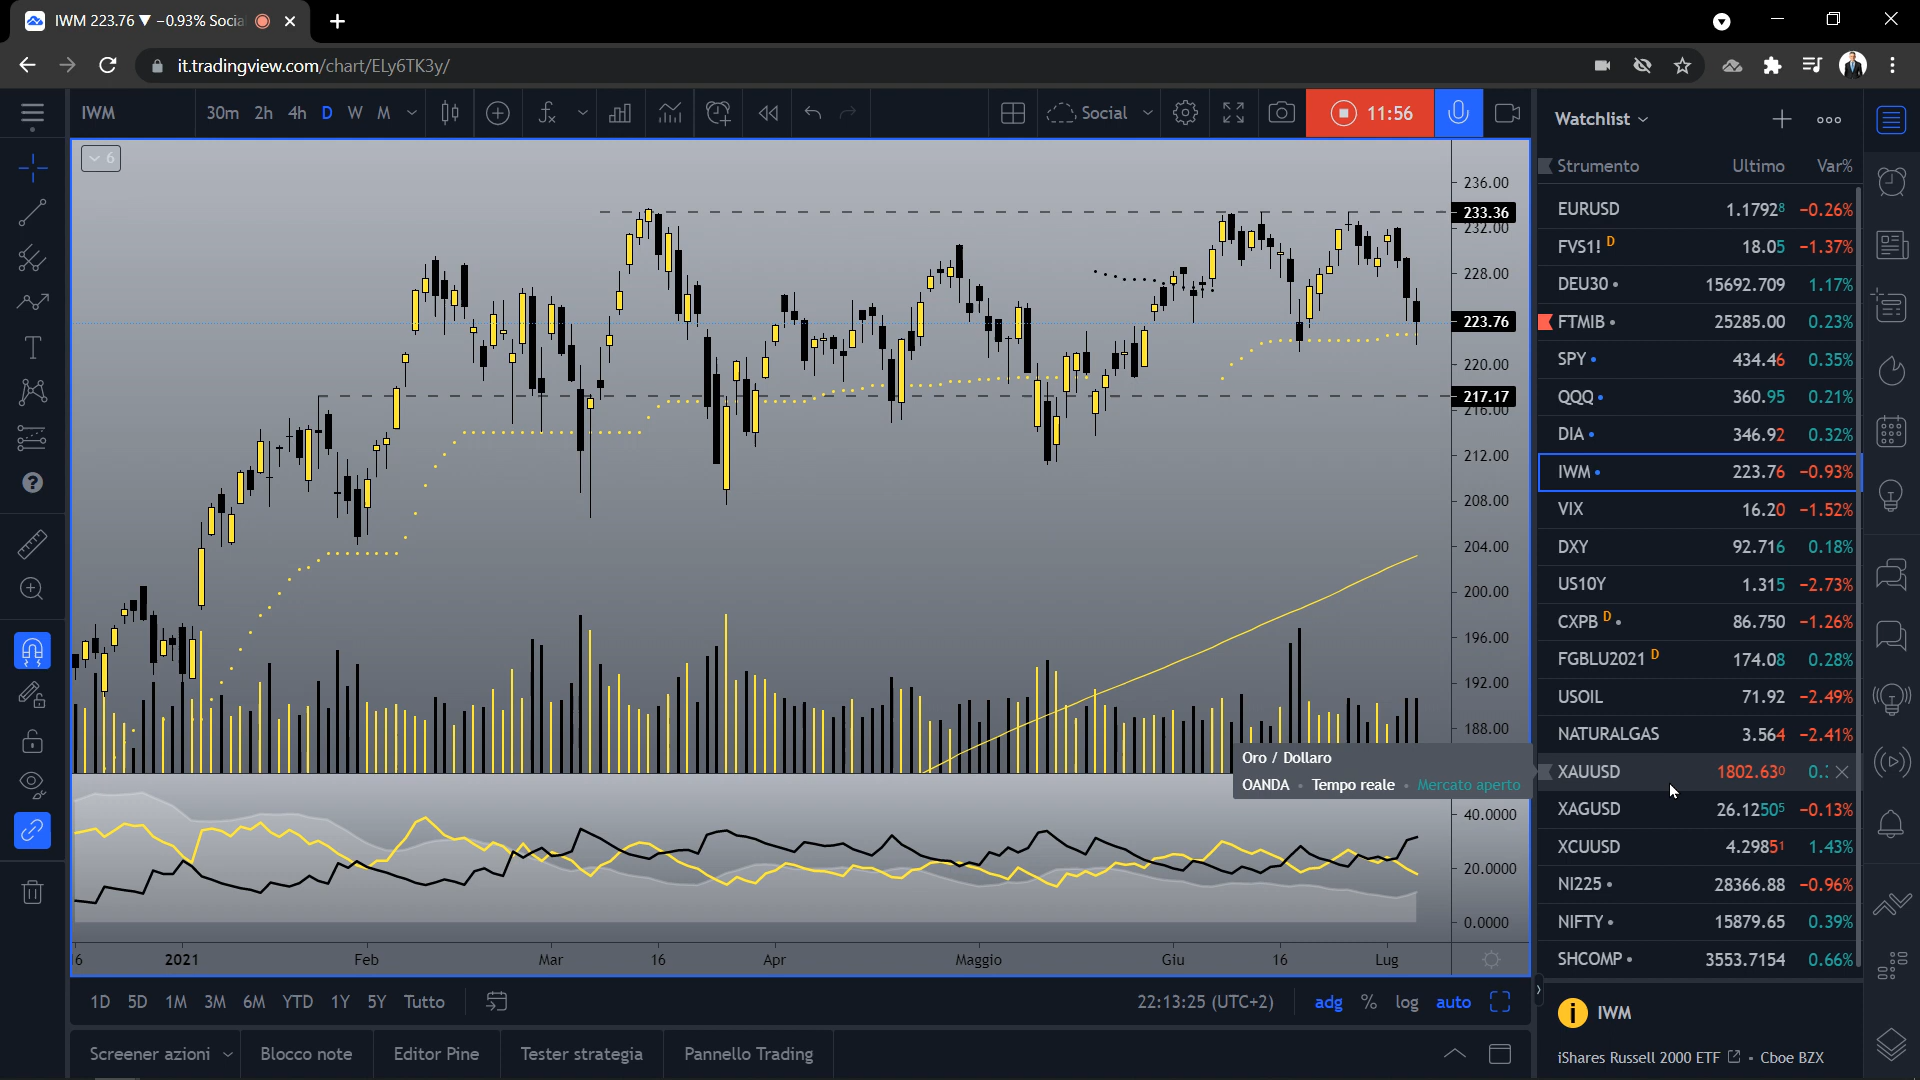 IWM 223.76 ▼ −0.93% Socia
it.tradingview.com/chart/ELy6TK3y/
IWM 30m 2h 4h D W M Social 11:56
Watchlist
Strumento Ultimo Var%
EURUSD 1.17928 −0.26%
FVS1! D 18.05 −1.37%
DEU30 15692.709 1.17%
FTMIB 25285.00 0.23%
SPY 434.46 0.35%
QQQ 360.95 0.21%
DIA 346.92 0.32%
IWM 223.76 −0.93%
VIX 16.20 −1.52%
DXY 92.716 0.18%
US10Y 1.315 −2.73%
CXPB D 86.750 −1.26%
FGBLU2021 D 174.08 0.28%
USOIL 71.92 −2.49%
NATURALGAS 3.564 −2.41%
XAUUSD 1802.630
XAGUSD 26.12505 −0.13%
XCUUSD 4.29851 1.43%
NI225 28366.88 −0.96%
NIFTY 15879.65 0.39%
SHCOMP 3553.7154 0.66%
IWM
iShares Russell 2000 ETF • Cboe BZX
6
236.00
233.36
232.00
228.00
223.76
220.00
217.17
216.00
212.00
208.00
204.00
200.00
196.00
192.00
188.00
Oro / Dollaro
OANDA • Tempo reale • Mercato aperto
40.0000
20.0000
0.0000
16 2021 Feb Mar 16 Apr Maggio Giu 16 Lug
1D 5D 1M 3M 6M YTD 1Y 5Y Tutto 22:13:25 (UTC+2) adg % log auto
Screener azioni Blocco note Editor Pine Tester strategia Pannello Trading